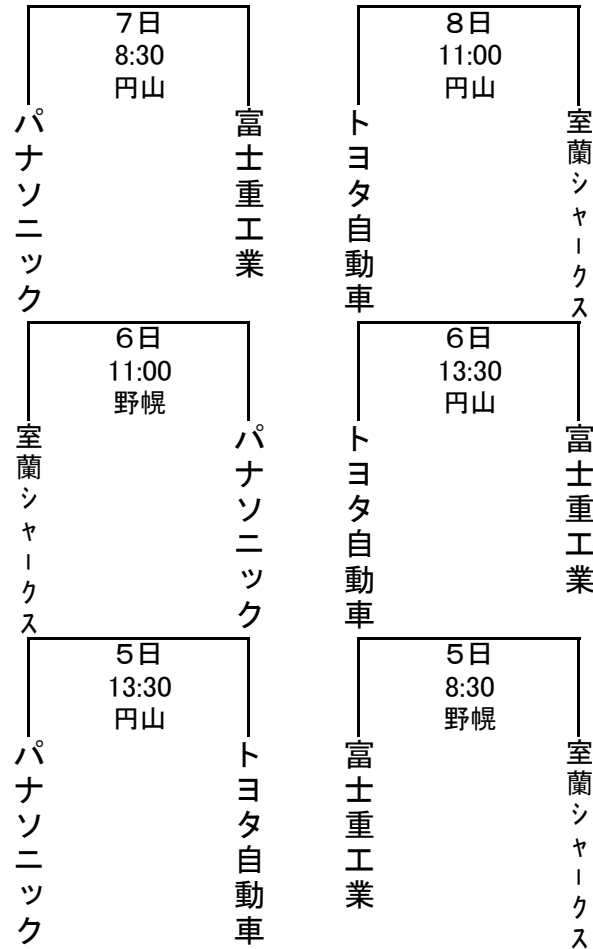 7日
8:30
円山
パナソニック
富士重工業
8日
11:00
円山
トヨタ自動車
室蘭シャークス
6日
11:00
野幌
室蘭シャークス
パナソニック
6日
13:30
円山
トヨタ自動車
富士重工業
5日
13:30
円山
パナソニック
トヨタ自動車
5日
8:30
野幌
富士重工業
室蘭シャークス